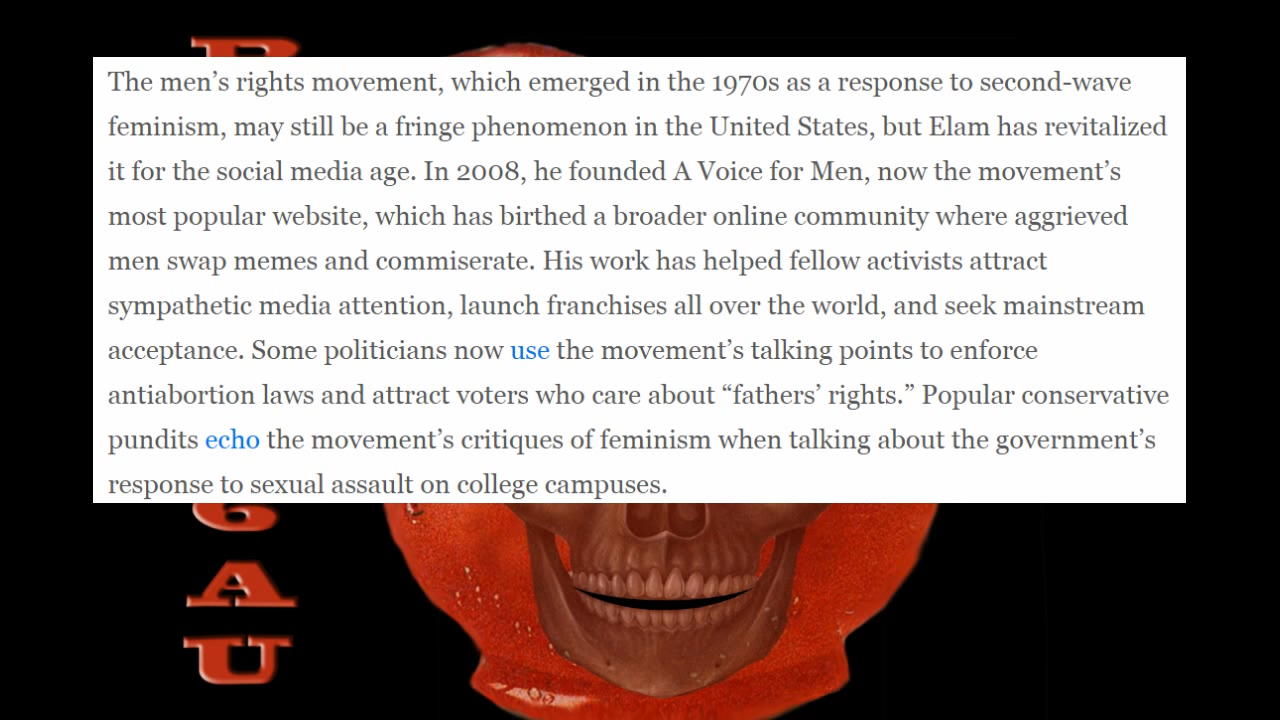 The men’s rights movement, which emerged in the 1970s as a response to second-wave
feminism, may still be a fringe phenomenon in the United States, but Elam has revitalized
it for the social media age. In 2008, he founded A Voice for Men, now the movement’s
most popular website, which has birthed a broader online community where aggrieved
men swap memes and commiserate. His work has helped fellow activists attract
sympathetic media attention, launch franchises all over the world, and seek mainstream
acceptance. Some politicians now use the movement’s talking points to enforce
antiabortion laws and attract voters who care about “fathers’ rights.” Popular conservative
pundits echo the movement’s critiques of feminism when talking about the government’s
response to sexual assault on college campuses.
A
U